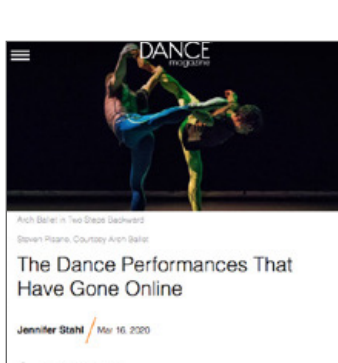 DANCE
magazine
Arch Ballet in Two Steps Backward
Steven Pisano, Courtesy Arch Ballet
The Dance Performances That
Have Gone Online
Jennifer Stahl / Mar 16, 2020